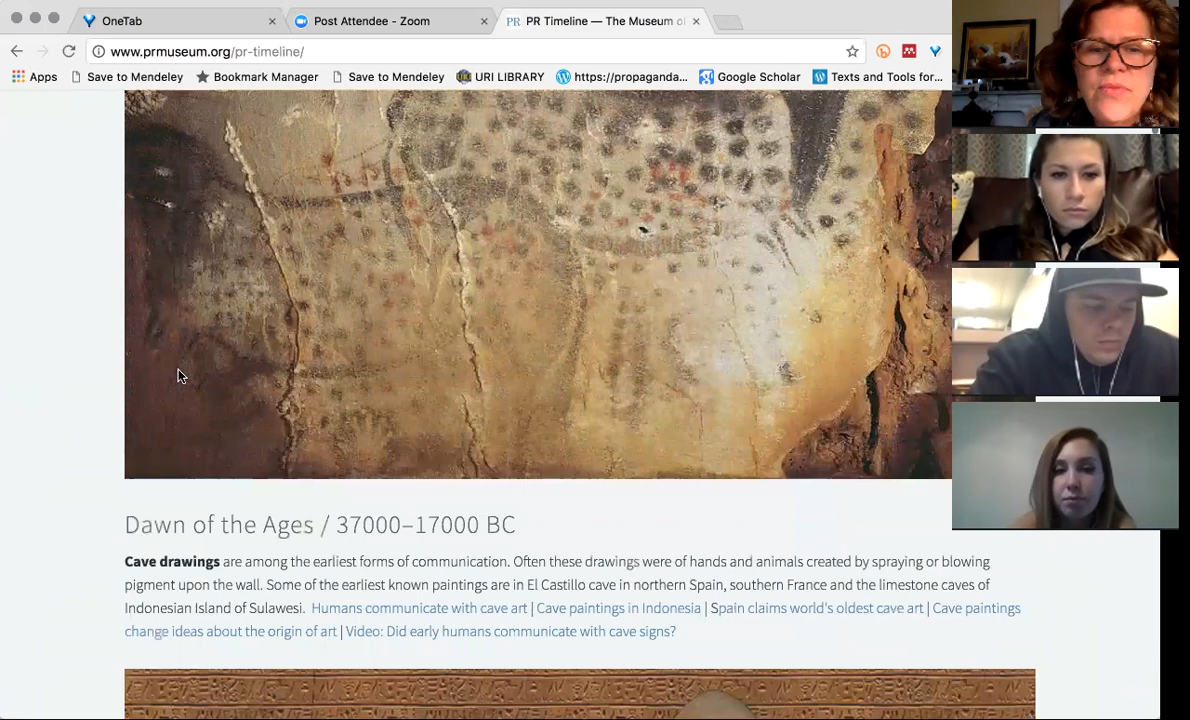 OneTab
Post Attendee - Zoom
PR PR Timeline — The Museum o
www.prmuseum.org/pr-timeline/
Apps Save to Mendeley Bookmark Manager Save to Mendeley URI LIBRARY https://propaganda... Google Scholar Texts and Tools for...
Dawn of the Ages / 37000–17000 BC
Cave drawings are among the earliest forms of communication. Often these drawings were of hands and animals created by spraying or blowing
pigment upon the wall. Some of the earliest known paintings are in El Castillo cave in northern Spain, southern France and the limestone caves of
Indonesian Island of Sulawesi. Humans communicate with cave art | Cave paintings in Indonesia | Spain claims world's oldest cave art | Cave paintings
change ideas about the origin of art | Video: Did early humans communicate with cave signs?